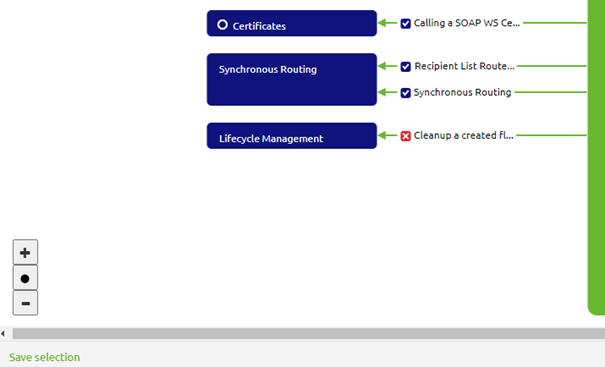 Certificates
Calling a SOAP WS Ce...
Synchronous Routing
Recipient List Route...
Synchronous Routing
Lifecycle Management
Cleanup a created fl...
Save selection